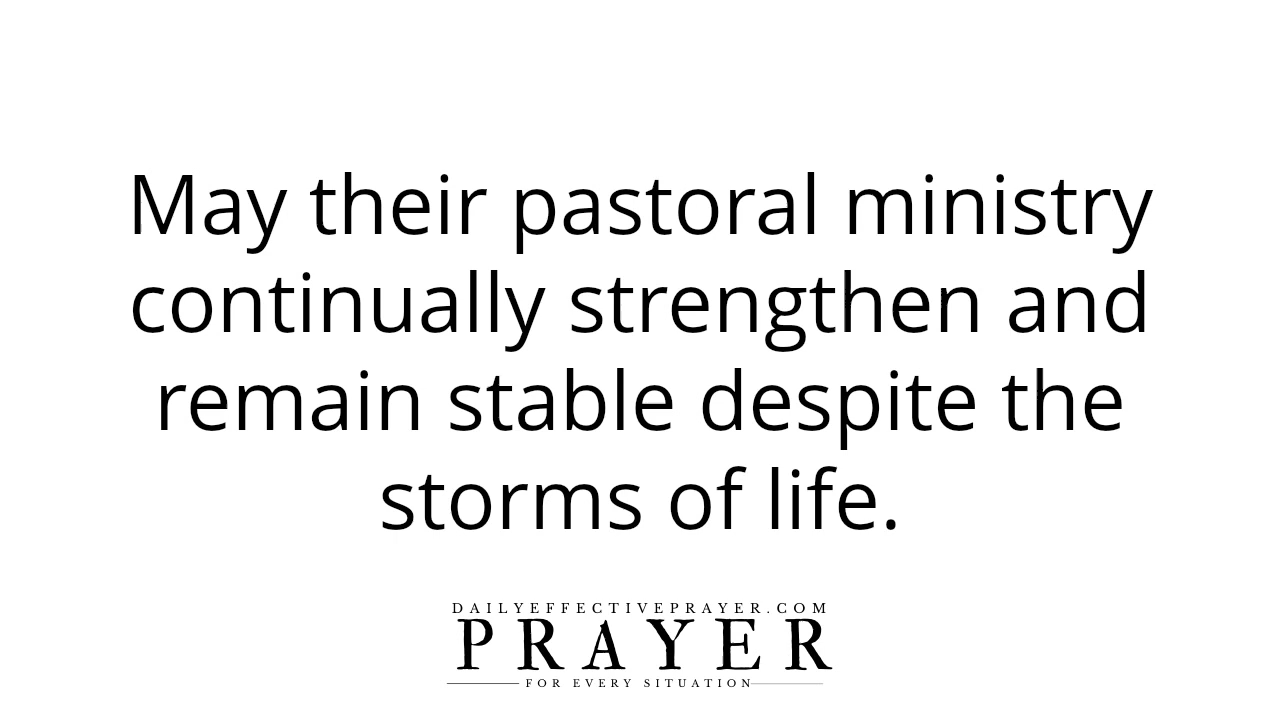 May their pastoral ministry
continually strengthen and
remain stable despite the
storms of life.
DAILYEFFECTIVEPRAYER.COM
PRAYER
FOR EVERY SITUATION